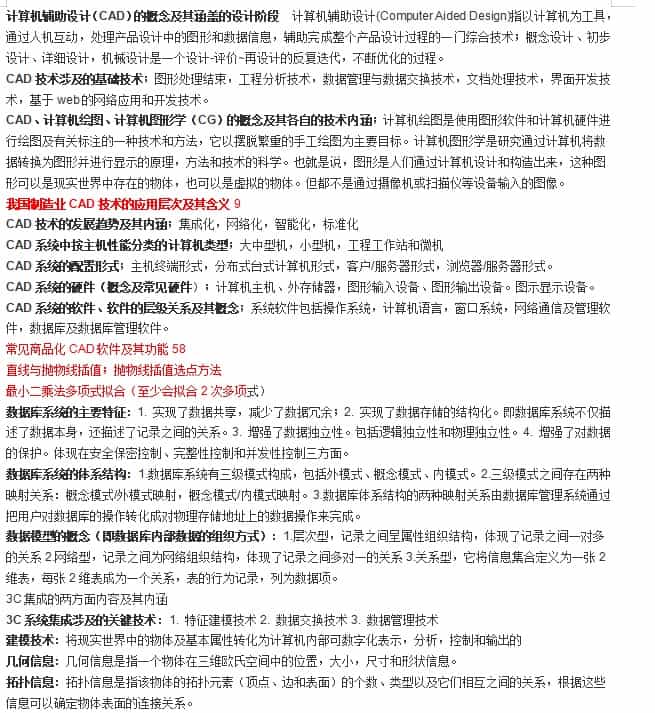 计算机辅助设计（CAD）的概念及其涵盖的设计阶段　计算机辅助设计(Computer Aided Design)指以计算机为工具，
通过人机互动，处理产品设计中的图形和数据信息，辅助完成整个产品设计过程的一门综合技术；概念设计、初步
设计、详细设计，机械设计是一个设计-评价-再设计的反复迭代，不断优化的过程。
CAD 技术涉及的基础技术；图形处理结束，工程分析技术，数据管理与数据交换技术，文档处理技术，界面开发技
术，基于 web的网络应用和开发技术。
CAD、计算机绘图、计算机图形学（CG）的概念及其各自的技术内涵；计算机绘图是使用图形软件和计算机硬件进
行绘图及有关标注的一种技术和方法，它以摆脱繁重的手工绘图为主要目标。计算机图形学是研究通过计算机将数
据转换为图形并进行显示的原理，方法和技术的科学。也就是说，图形是人们通过计算机设计和构造出来，这种图
形可以是现实世界中存在的物体，也可以是虚拟的物体。但都不是通过摄像机或扫描仪等设备输入的图像。
我国制造业 CAD 技术的应用层次及其含义 9
CAD 技术的发展趋势及其内涵；集成化，网络化，智能化，标准化
CAD 系统中按主机性能分类的计算机类型；大中型机，小型机，工程工作站和微机
CAD 系统的配置形式；主机终端形式，分布式台式计算机形式，客户/服务器形式，浏览器/服务器形式。
CAD 系统的硬件（概念及常见硬件）；计算机主机、外存储器，图形输入设备、图形输出设备。图示显示设备。
CAD 系统的软件、软件的层级关系及其概念；系统软件包括操作系统，计算机语言，窗口系统，网络通信及管理软
件，数据库及数据库管理软件。
常见商品化 CAD 软件及其功能 58
直线与抛物线插值；抛物线插值选点方法
最小二乘法多项式拟合（至少会拟合 2 次多项式）
数据库系统的主要特征：1. 实现了数据共享，减少了数据冗余；2. 实现了数据存储的结构化。即数据库系统不仅描
述了数据本身，还描述了记录之间的关系。3. 增强了数据独立性。包括逻辑独立性和物理独立性。4. 增强了对数据
的保护。体现在安全保密控制、完整性控制和并发性控制三方面。
数据库系统的体系结构：1.数据库系统有三级模式构成，包括外模式、概念模式、内模式。2.三级模式之间存在两种
映射关系：概念模式/外模式映射，概念模式/内模式映射。3.数据库体系结构的两种映射关系由数据库管理系统通过
把用户对数据库的操作转化成对物理存储地址上的数据操作来完成。
数据模型的概念（即数据库内部数据的组织方式）：1.层次型，记录之间呈属性组织结构，体现了记录之间一对多
的关系 2.网络型，记录之间为网络组织结构，体现了记录之间多对一的关系 3.关系型，它将信息集合定义为一张 2
维表，每张 2 维表成为一个关系，表的行为记录，列为数据项。
3C 集成的两方面内容及其内涵
3C 系统集成涉及的关键技术：1. 特征建模技术 2. 数据交换技术 3. 数据管理技术
建模技术：将现实世界中的物体及基本属性转化为计算机内部可数字化表示，分析，控制和输出的
几何信息：几何信息是指一个物体在三维欧氏空间中的位置，大小，尺寸和形状信息。
拓扑信息：拓扑信息是指该物体的拓扑元素（顶点、边和表面）的个数、类型以及它们相互之间的关系，根据这些
信息可以确定物体表面的连接关系。